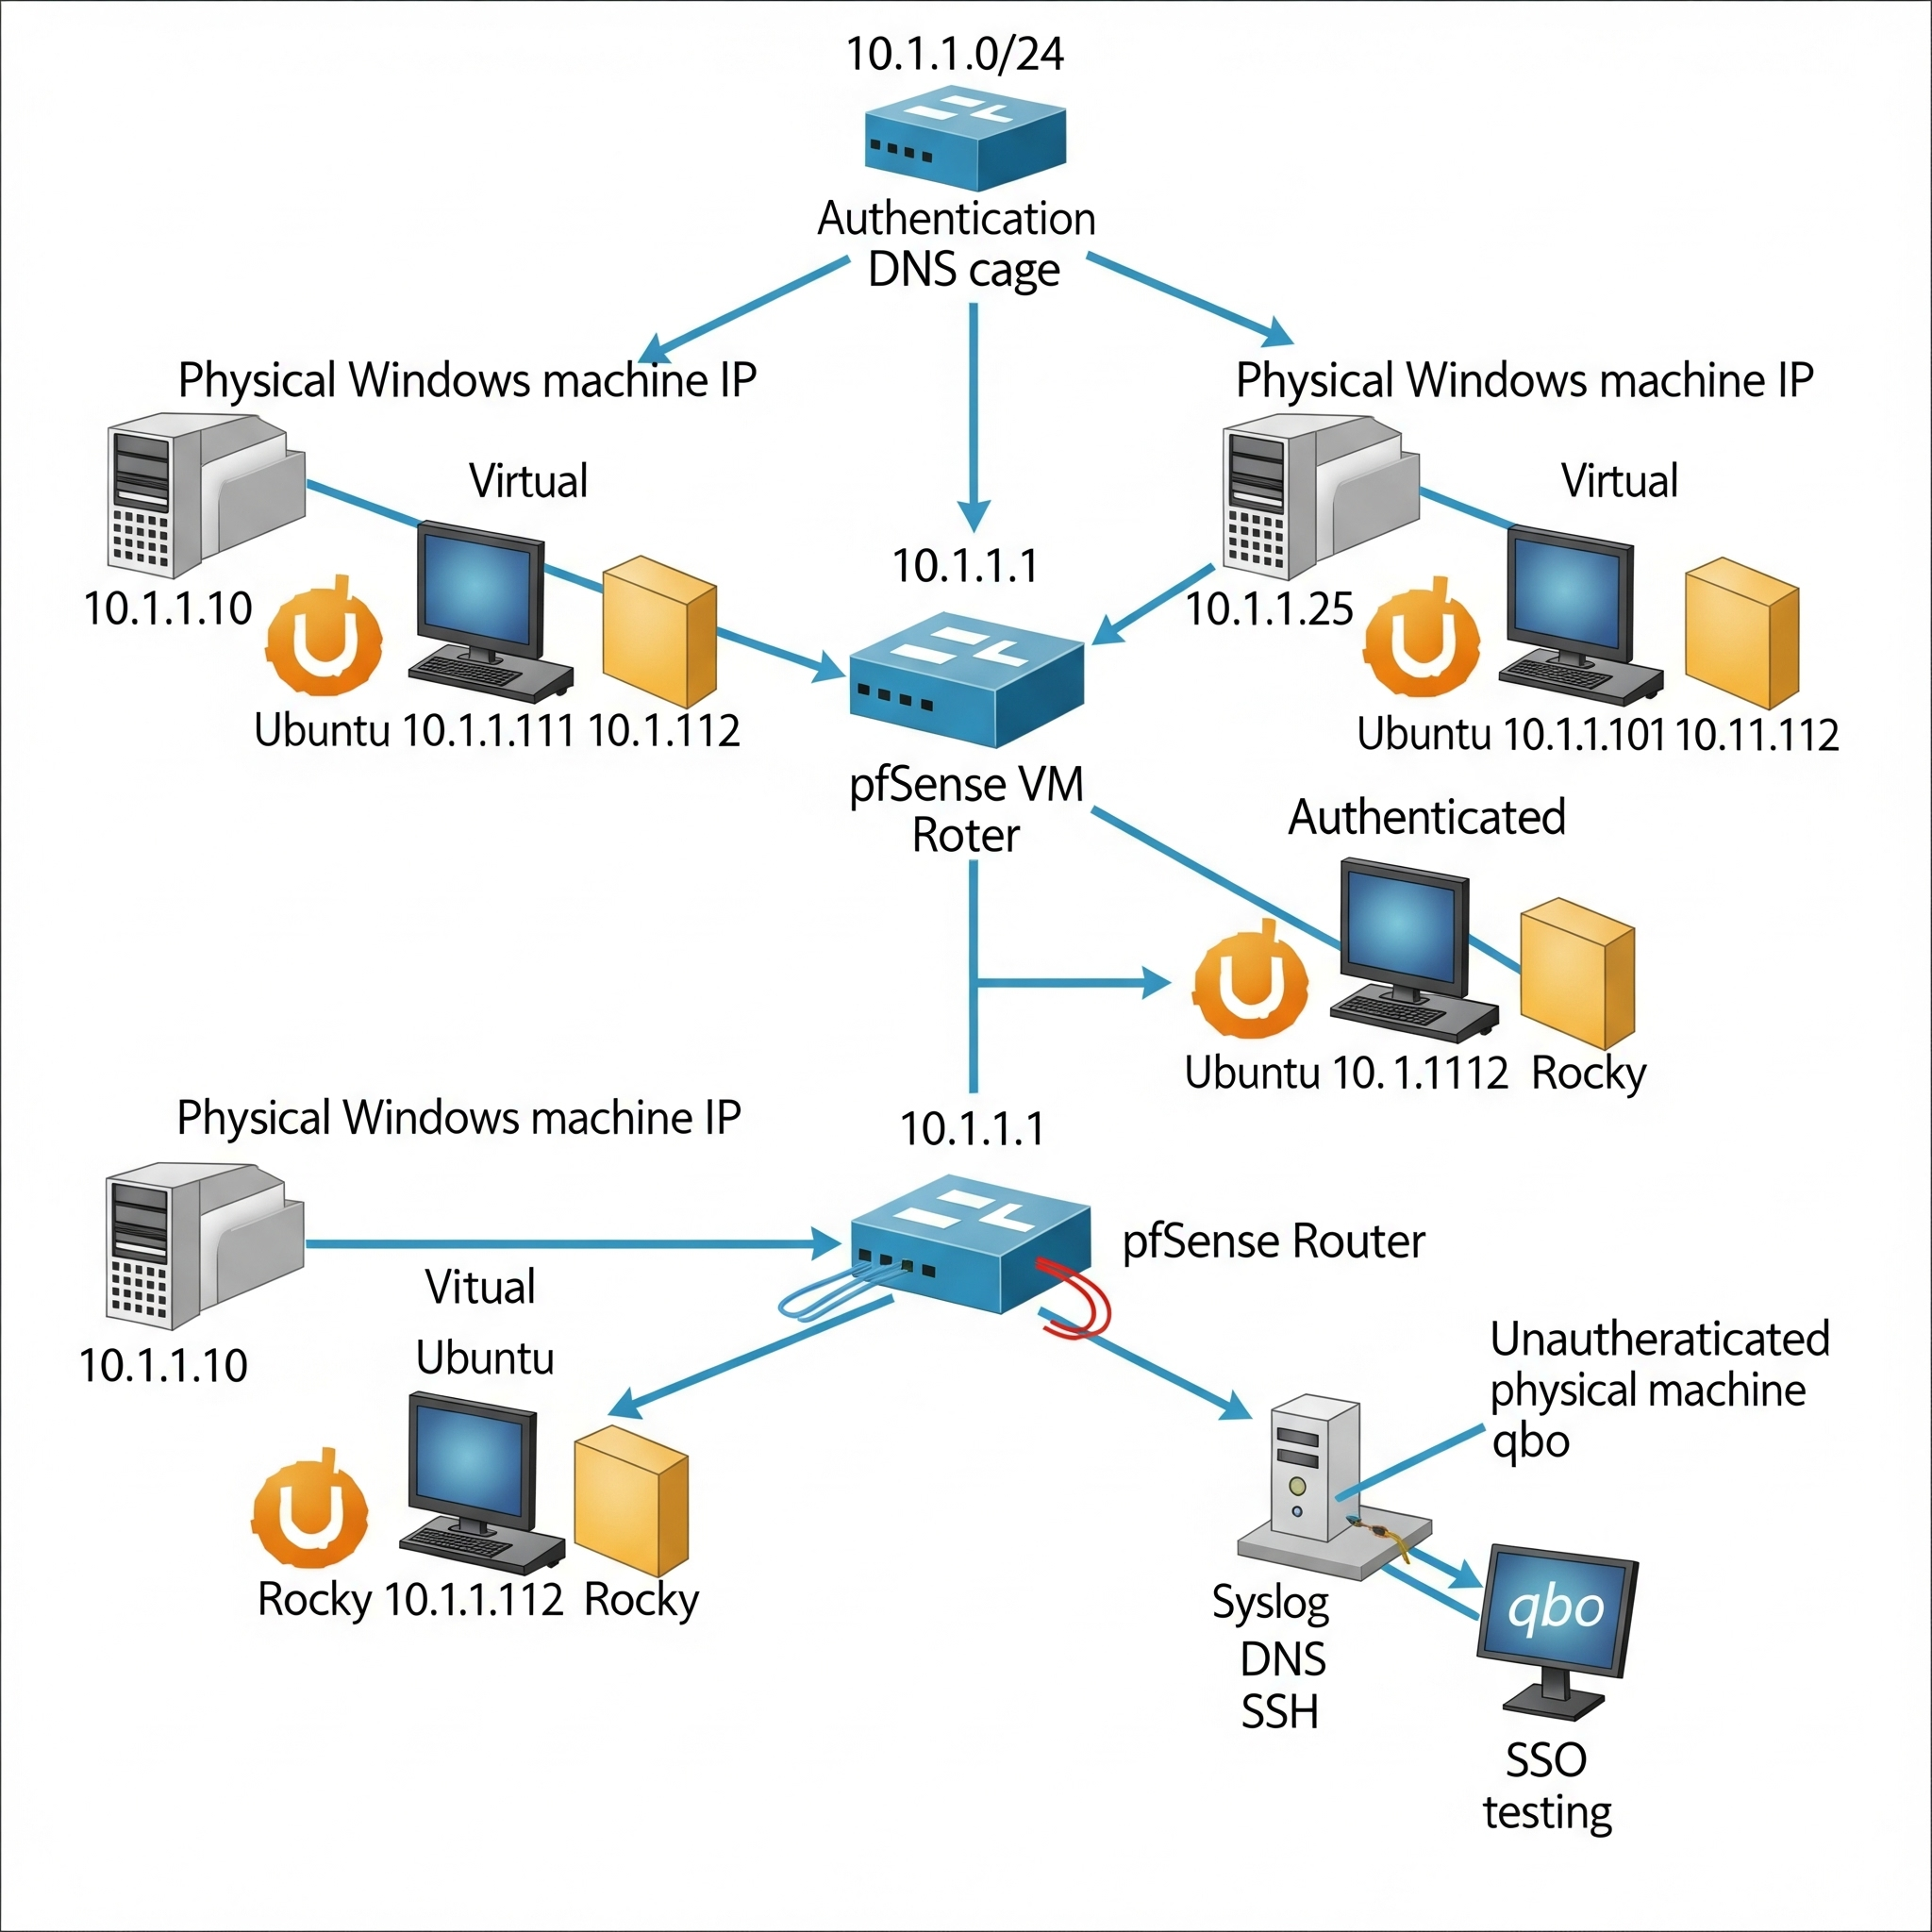 10.1.1.0/24
Authentication
DNS cage
Physical Windows machine IP
Physical Windows machine IP
Virtual
Virtual
10.1.1.1
10.1.1.10
10.1.1.25
Ubuntu 10.1.1.111 10.1.112
Ubuntu 10.1.1.101 10.11.112
pfSense VM
Roter
Authenticated
Ubuntu 10. 1.1112 Rocky
Physical Windows machine IP
10.1.1.1
pfSense Router
Vitual
Ubuntu
10.1.1.10
Unautheraticated
physical machine
qbo
Rocky 10.1.1.112 Rocky
Syslog
DNS
SSH
qbo
SSO
testing